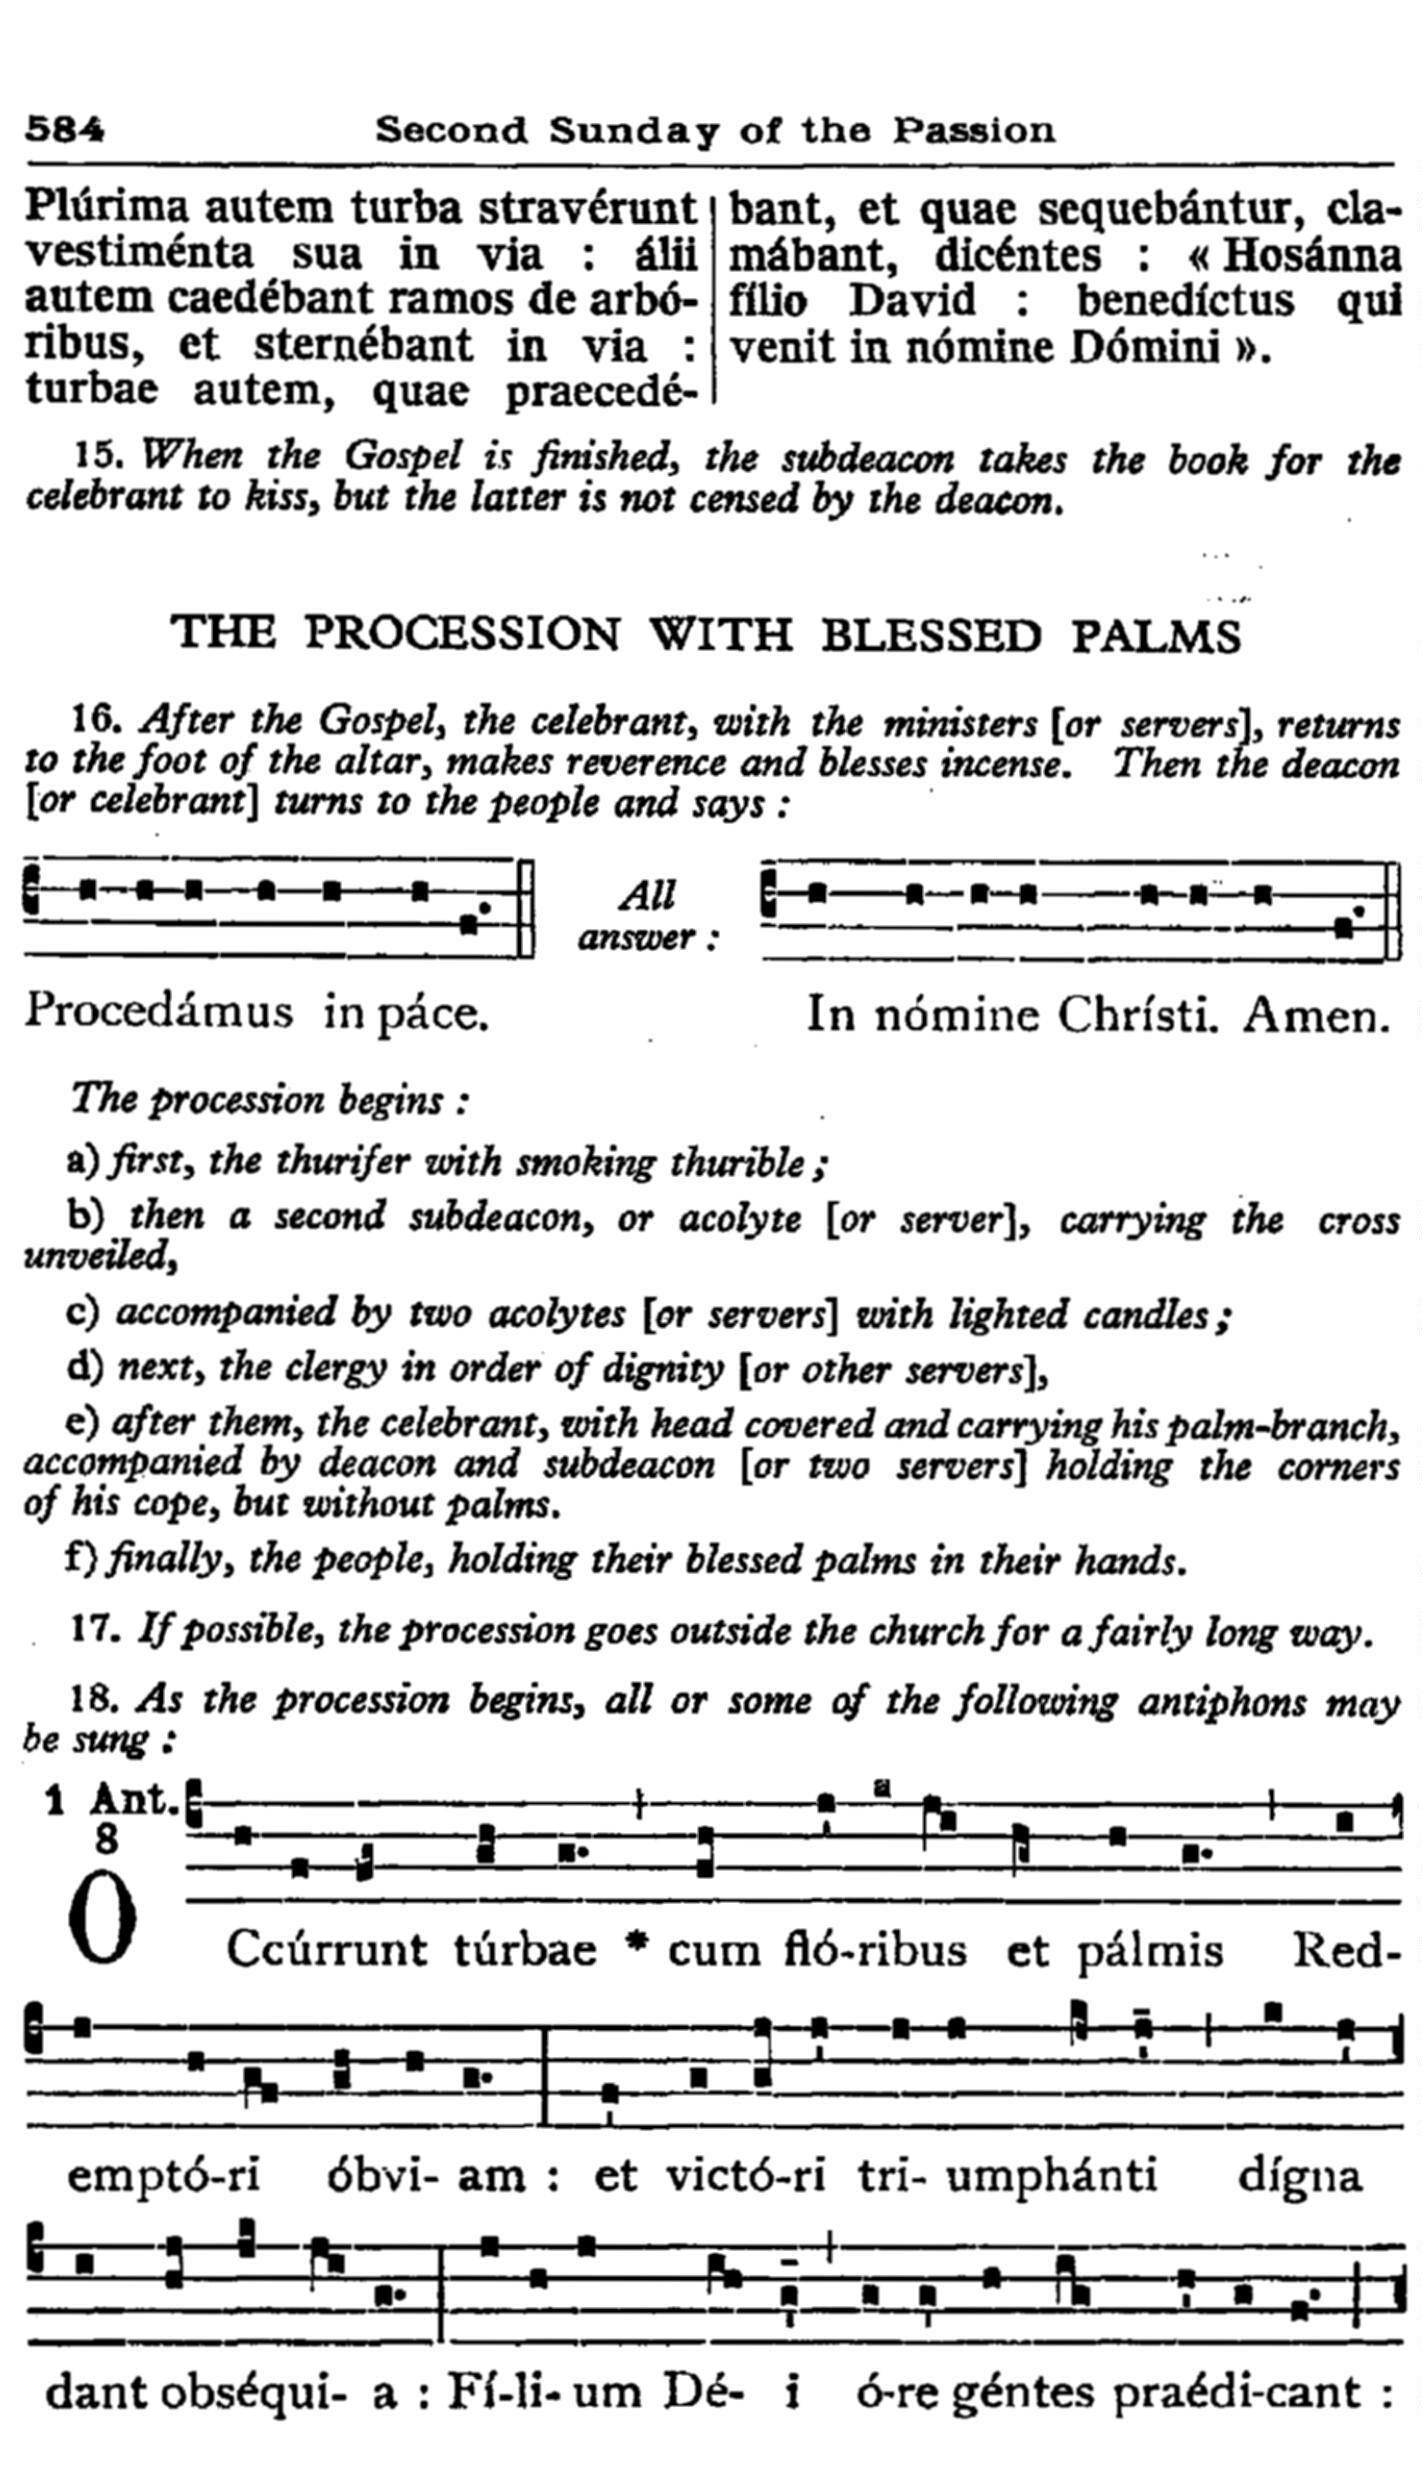 584 Second Sunday of the Passion
Plúrima autem turba stravérunt
vestiménta sua in via : álii
autem caedébant ramos de arbó-
ribus, et sternébant in via :
turbae autem, quae praecedé-
bant, et quae sequebántur, cla-
mábant, dicéntes : « Hosánna
fílio David : benedíctus qui
venit in nómine Dómini ».
15. When the Gospel is finished, the subdeacon takes the book for the
celebrant to kiss, but the latter is not censed by the deacon.
THE PROCESSION WITH BLESSED PALMS
16. After the Gospel, the celebrant, with the ministers [or servers], returns
to the foot of the altar, makes reverence and blesses incense. Then the deacon
[or celebrant] turns to the people and says :
Procedámus in páce.
All
answer :
In nómine Chrísti. Amen.
The procession begins :
a) first, the thurifer with smoking thurible ;
b) then a second subdeacon, or acolyte [or server], carrying the cross
unveiled,
c) accompanied by two acolytes [or servers] with lighted candles ;
d) next, the clergy in order of dignity [or other servers],
e) after them, the celebrant, with head covered and carrying his palm-branch,
accompanied by deacon and subdeacon [or two servers] holding the corners
of his cope, but without palms.
f) finally, the people, holding their blessed palms in their hands.
17. If possible, the procession goes outside the church for a fairly long way.
18. As the procession begins, all or some of the following antiphons may
be sung :
1 Ant.
8
a
OCcúrrunt túrbae * cum fló-ribus et pálmis Red-
emptó-ri óbvi- am : et victó-ri tri- umphánti dígna
dant obséqui- a : Fí-li- um Dé- i ó-re géntes praédi-cant :